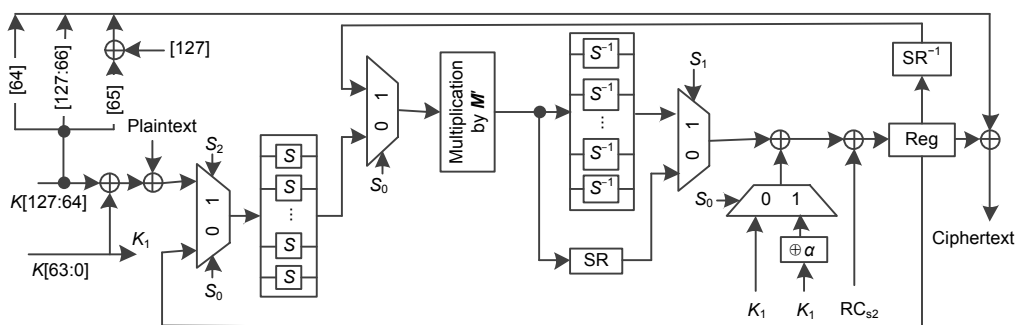 [64]
[127:66]
[65]
[127]
Plaintext
K[127:64]
K[63:0]
K₁
S₂
1
0
S₀
S
S
...
S
S
1
0
S₀
Multiplication
by M′
S⁻¹
S⁻¹
...
S⁻¹
S⁻¹
SR
S₁
1
0
S₀
0 1
K₁
⊕α
K₁
RCs2
SR⁻¹
Reg
Ciphertext